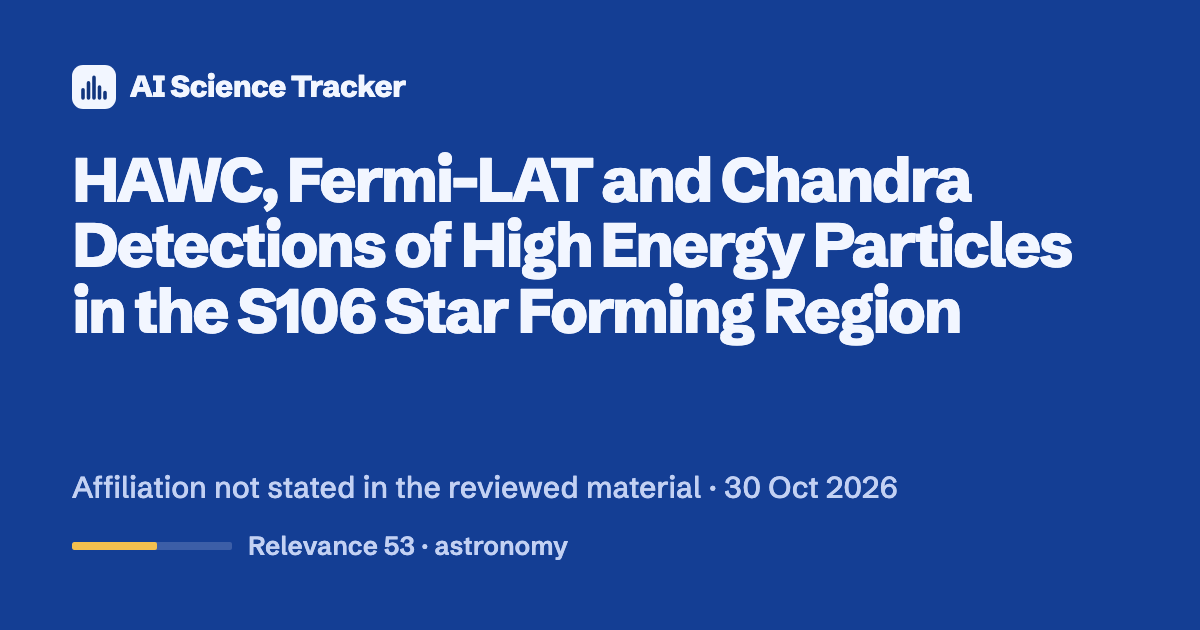 AI Science Tracker
HAWC, Fermi-LAT and Chandra
Detections of High Energy Particles
in the S106 Star Forming Region
Affiliation not stated in the reviewed material · 30 Oct 2026
Relevance 53 · astronomy